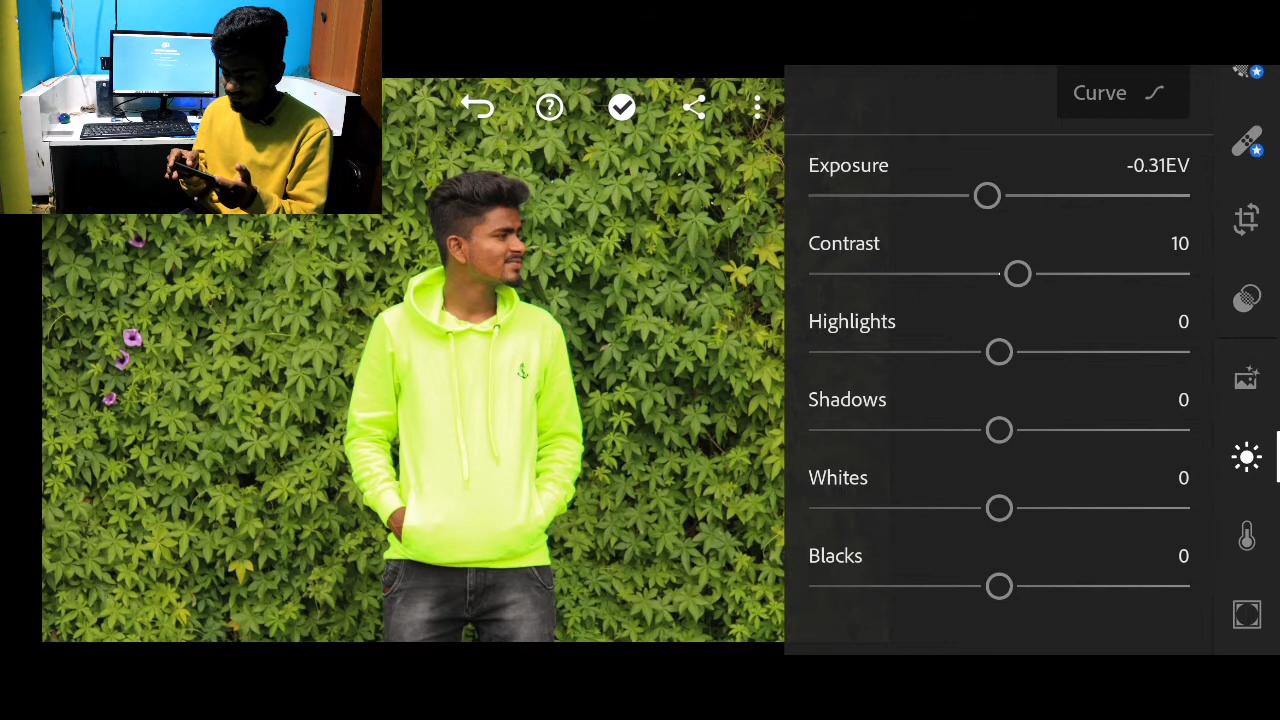 Curve
Exposure -0.31EV
Contrast 10
Highlights 0
Shadows 0
Whites 0
Blacks 0